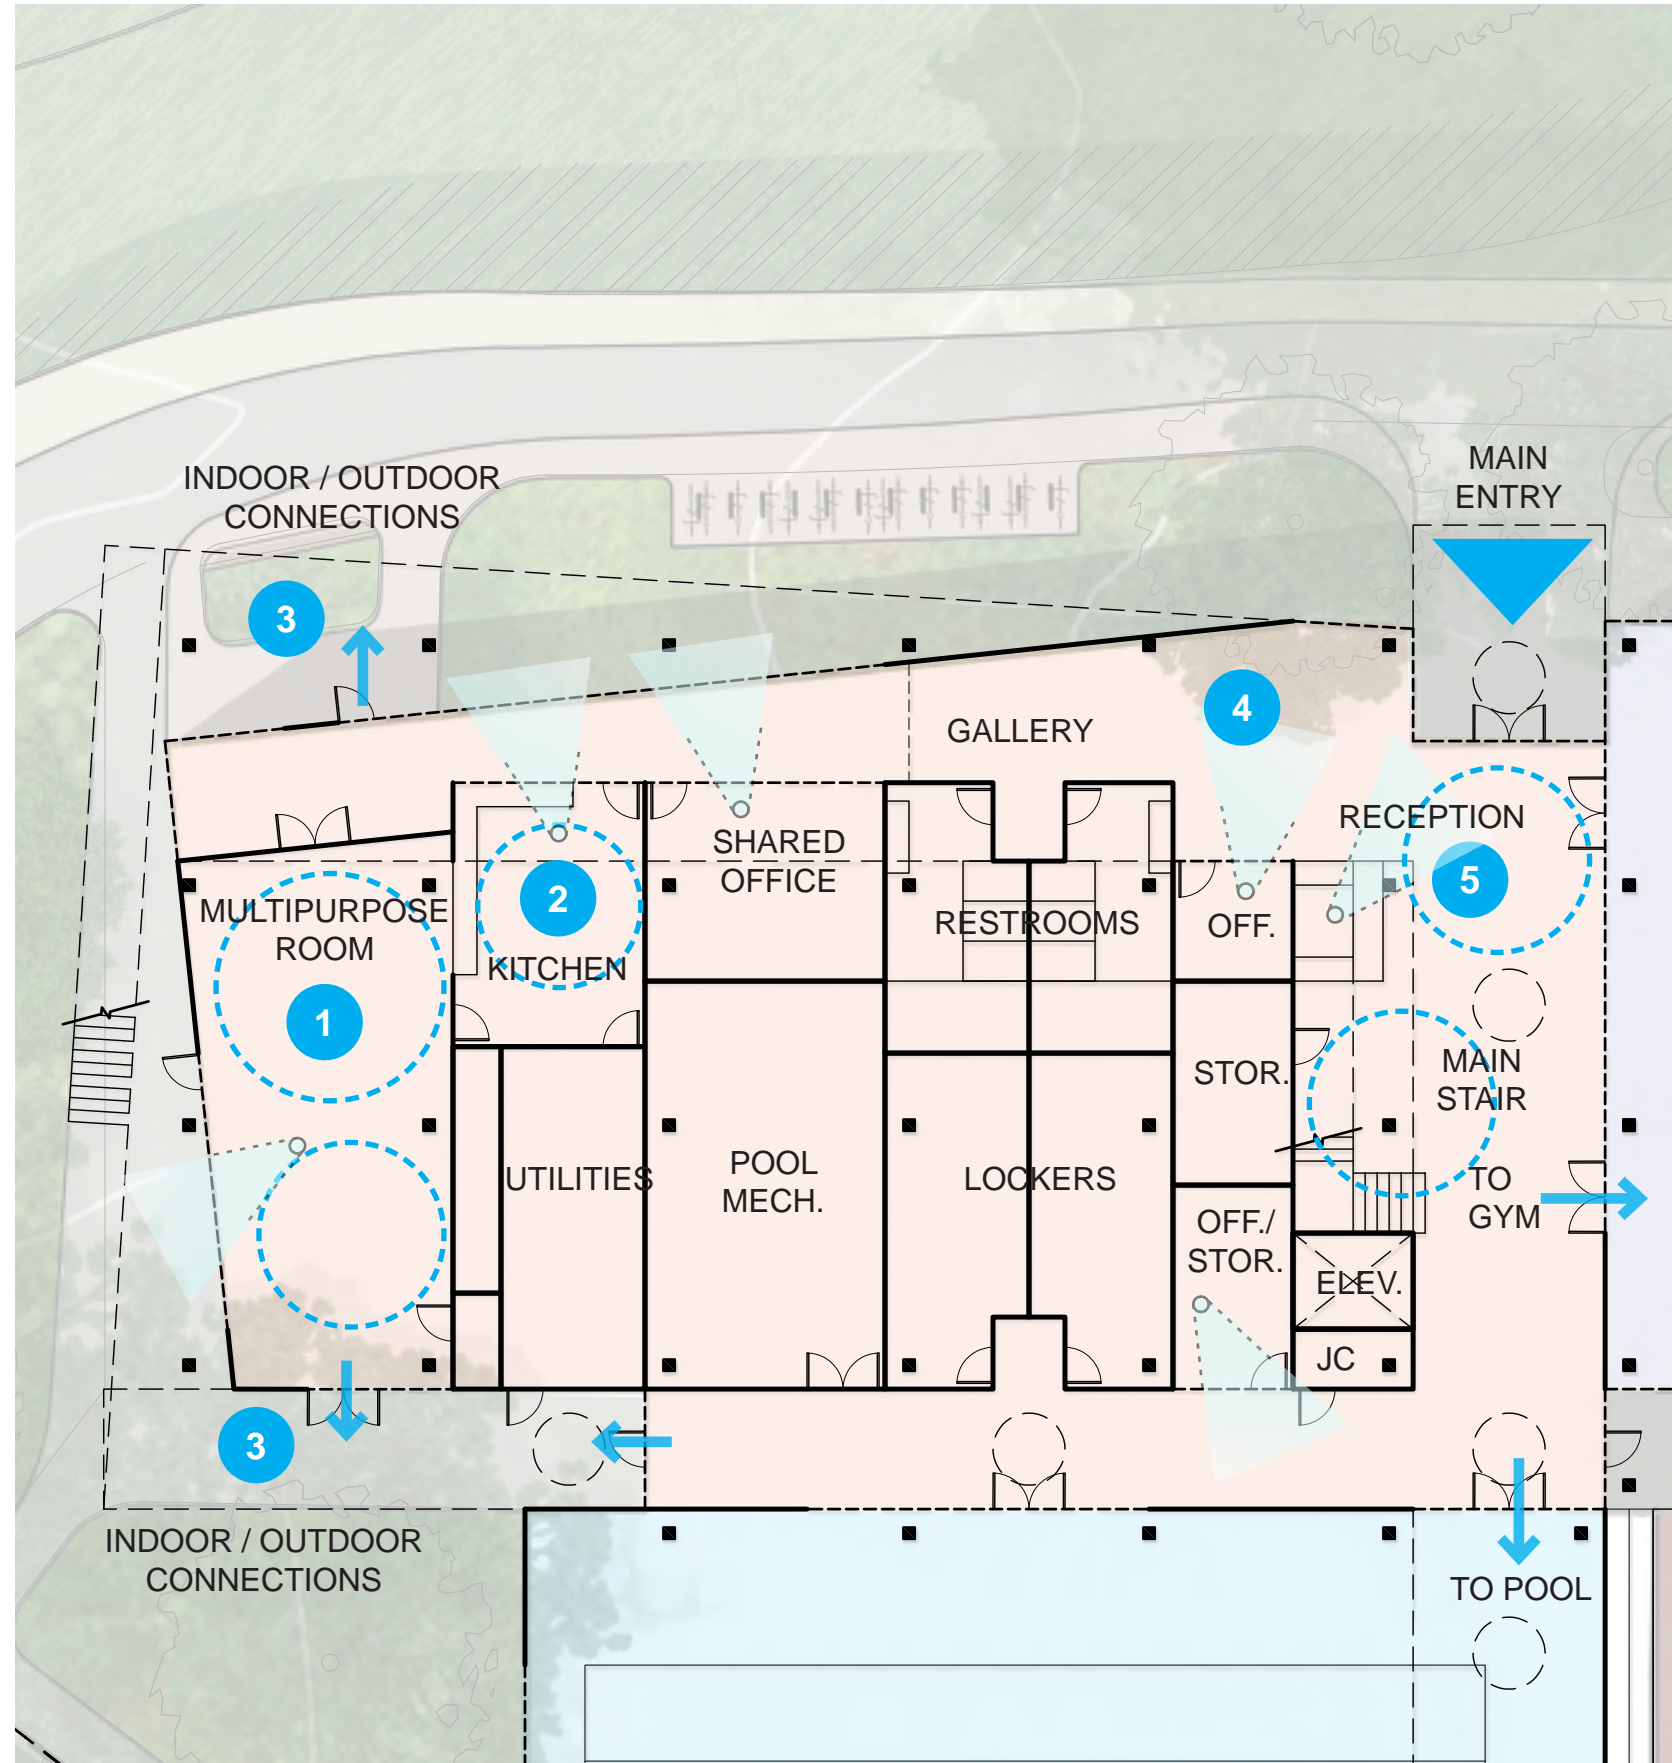 MAIN
ENTRY
INDOOR / OUTDOOR
CONNECTIONS
3
4
GALLERY
RECEPTION
5
SHARED
OFFICE
2
KITCHEN
MULTIPURPOSE
ROOM
1
RESTROOMS
OFF.
STOR.
MAIN
STAIR
UTILITIES
POOL
MECH.
LOCKERS
TO
GYM
OFF./
STOR.
ELEV.
JC
3
INDOOR / OUTDOOR
CONNECTIONS
TO POOL